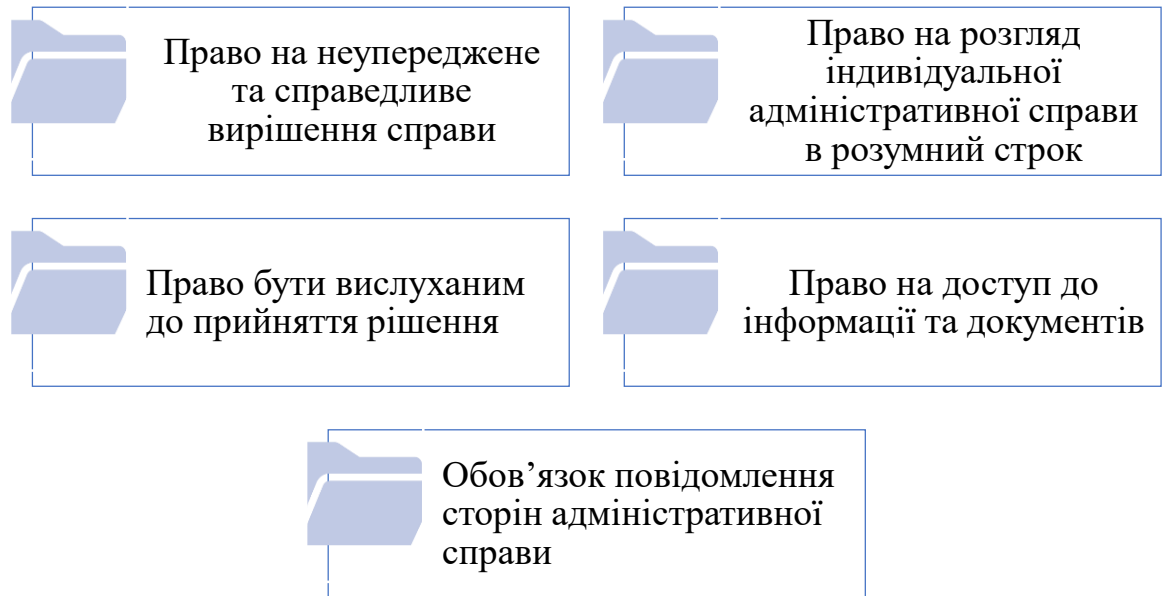 Право на неупереджене
та справедливе
вирішення справи
Право на розгляд
індивідуальної
адміністративної справи
в розумний строк
Право бути вислуханим
до прийняття рішення
Право на доступ до
інформації та документів
Обов’язок повідомлення
сторін адміністративної
справи